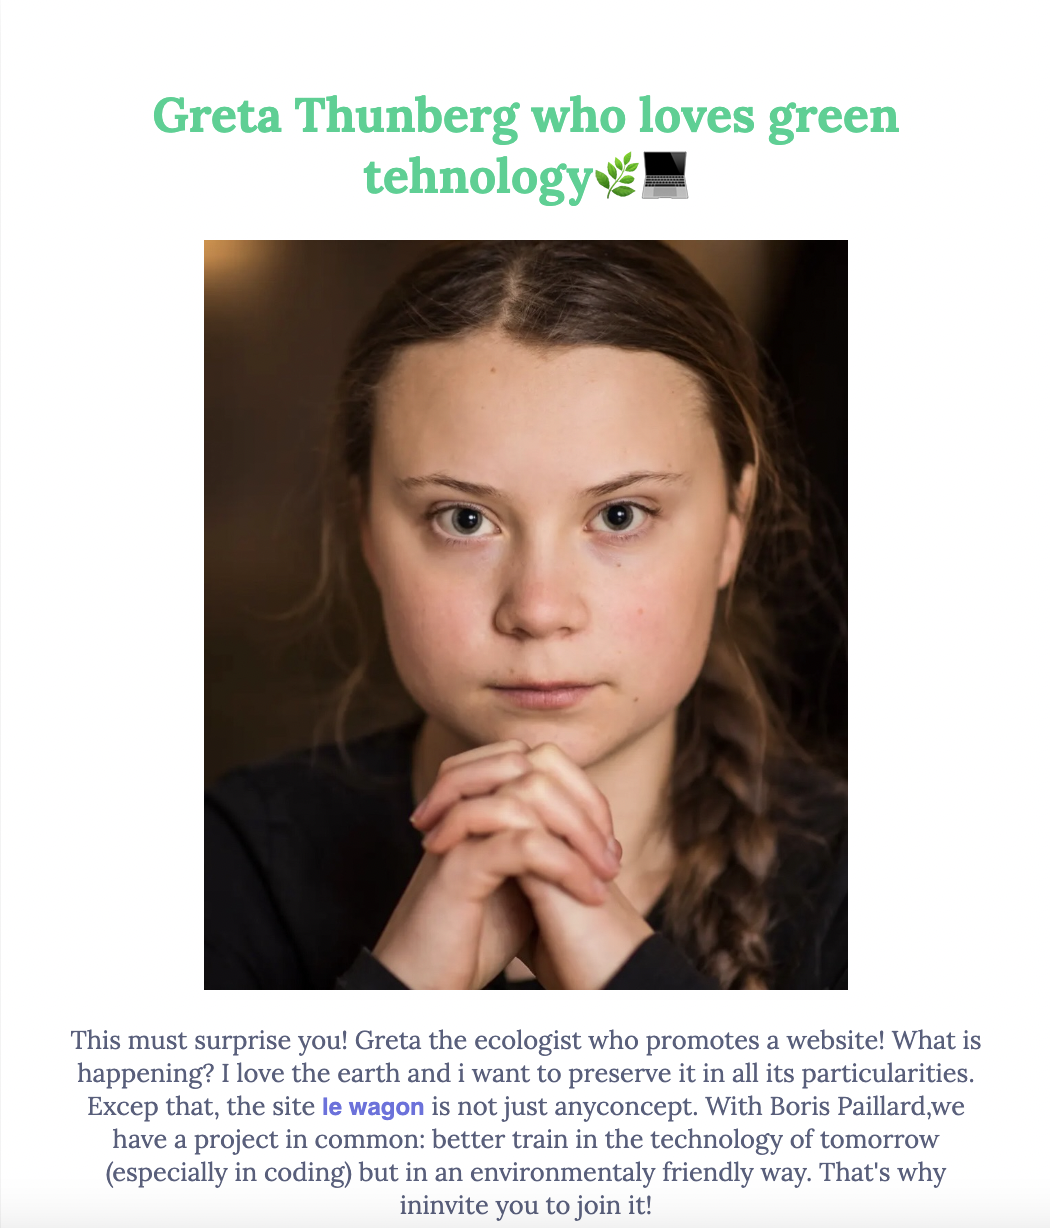 Greta Thunberg who loves green
tehnology🌿💻
This must surprise you! Greta the ecologist who promotes a website! What is
happening? I love the earth and i want to preserve it in all its particularities.
Excep that, the site le wagon is not just anyconcept. With Boris Paillard,we
have a project in common: better train in the technology of tomorrow
(especially in coding) but in an environmentaly friendly way. That's why
ininvite you to join it!